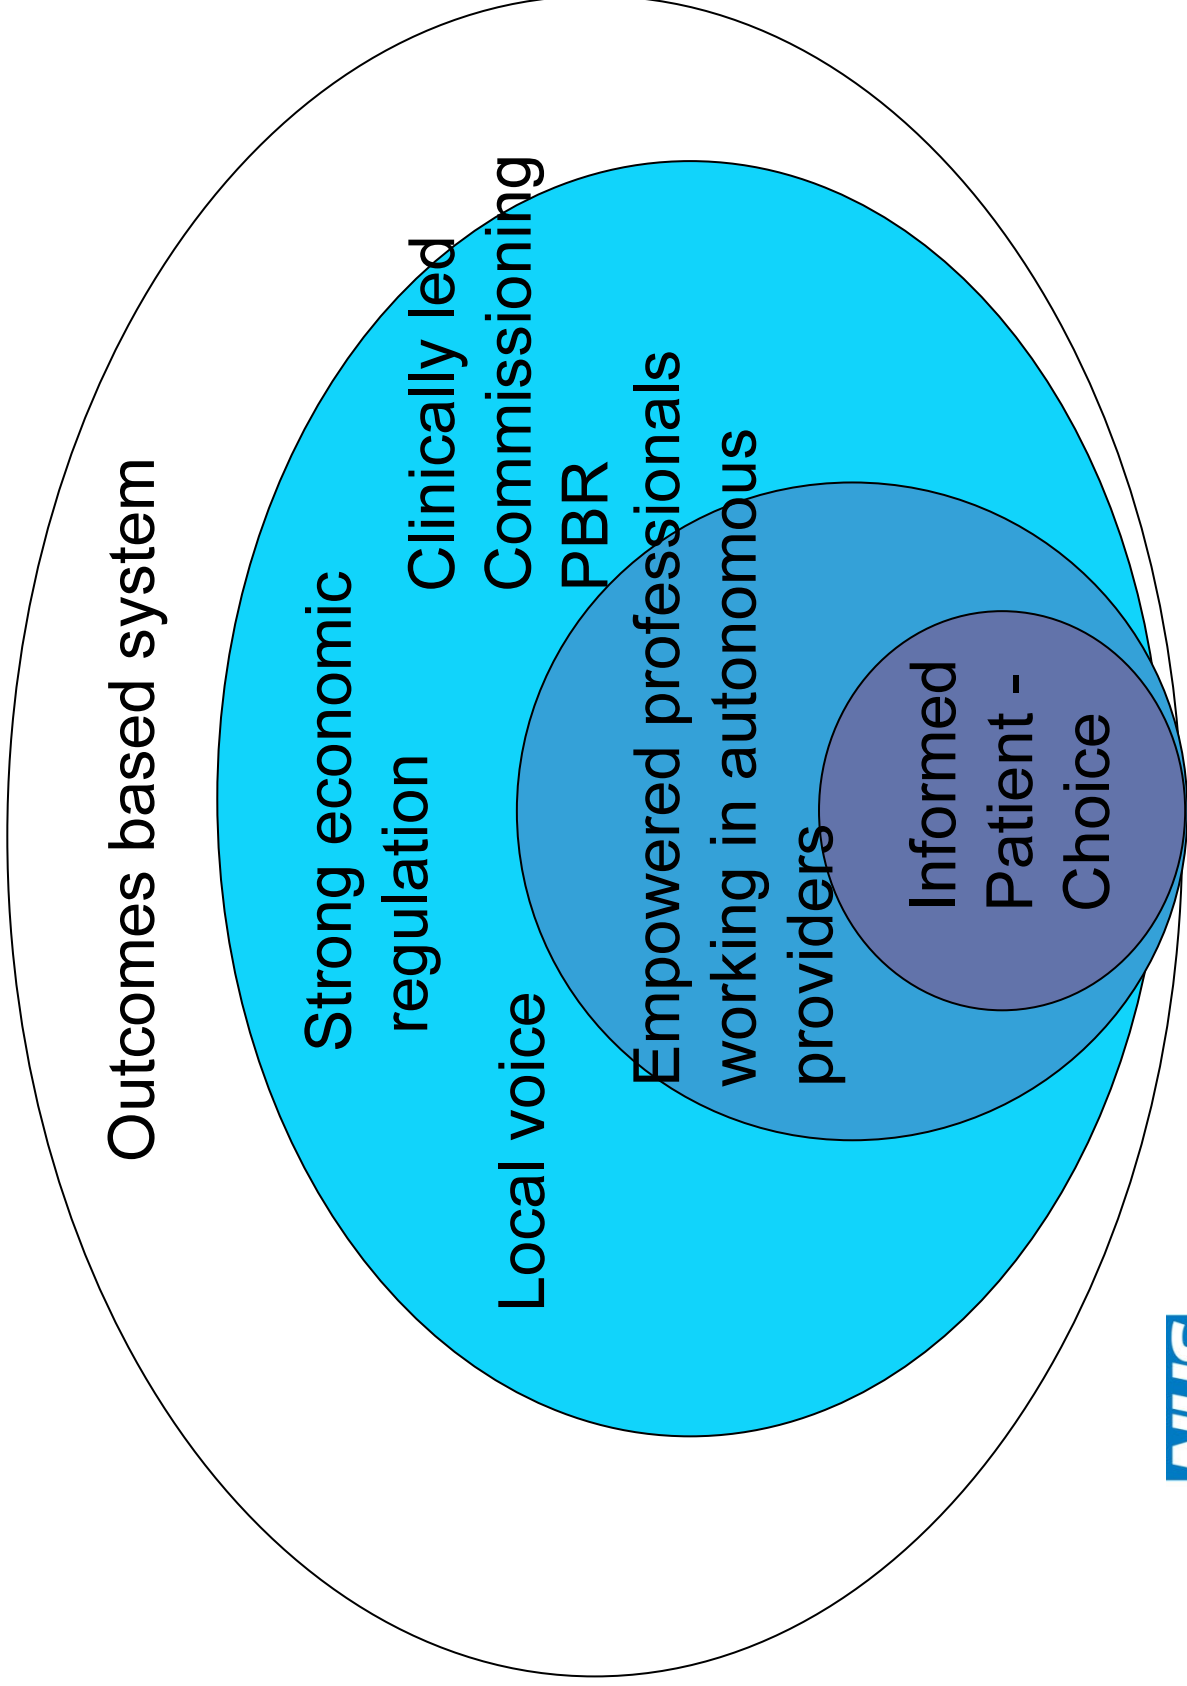 Outcomes based system
Strong economic
regulation
Clinically led
Commissioning
PBR
Local voice
Empowered professionals
working in autonomous
providers
Informed
Patient -
Choice
NHS